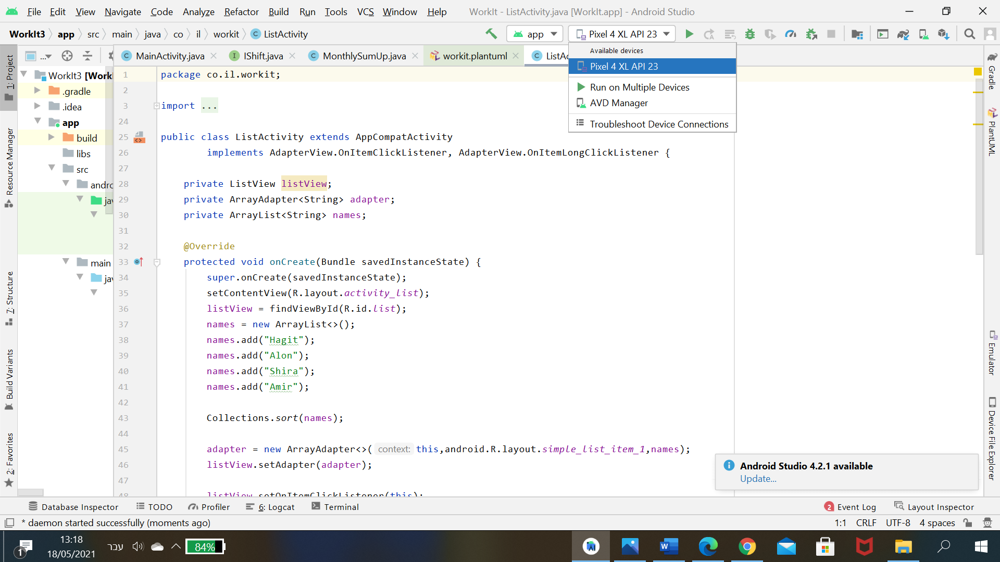 File Edit View Navigate Code Analyze Refactor Build Run Tools VCS Window Help WorkIt - ListActivity.java [WorkIt.app] - Android Studio
WorkIt3 app src main java co il workit ListActivity app Pixel 4 XL API 23
... MainActivity.java IShift.java MonthlySumUp.java workit.plantuml ListAc
Available devices
Pixel 4 XL API 23
Run on Multiple Devices
AVD Manager
Troubleshoot Device Connections
1: Project
Resource Manager
7: Structure
Build Variants
2: Favorites
WorkIt3 [WorkI
.gradle
.idea
app
build
libs
src
andro
jav
main
jav
1 package co.il.workit;
2
3 import ...
24
25 public class ListActivity extends AppCompatActivity
26 implements AdapterView.OnItemClickListener, AdapterView.OnItemLongClickListener {
27
28 private ListView listView;
29 private ArrayAdapter<String> adapter;
30 private ArrayList<String> names;
31
32 @Override
33 protected void onCreate(Bundle savedInstanceState) {
34 super.onCreate(savedInstanceState);
35 setContentView(R.layout.activity_list);
36 listView = findViewById(R.id.list);
37 names = new ArrayList<>();
38 names.add("Hagit");
39 names.add("Alon");
40 names.add("Shira");
41 names.add("Amir");
42
43 Collections.sort(names);
44
45 adapter = new ArrayAdapter<>( context: this,android.R.layout.simple_list_item_1,names);
46 listView.setAdapter(adapter);
47
48 listView.setOnItemClickListener(this);
Gradle
PlantUML
Emulator
Device File Explorer
Android Studio 4.2.1 available
Update...
Database Inspector TODO Profiler 6: Logcat Terminal 2 Event Log Layout Inspector
* daemon started successfully (moments ago) 1:1 CRLF UTF-8 4 spaces
1 13:18 עבר 84%
18/05/2021